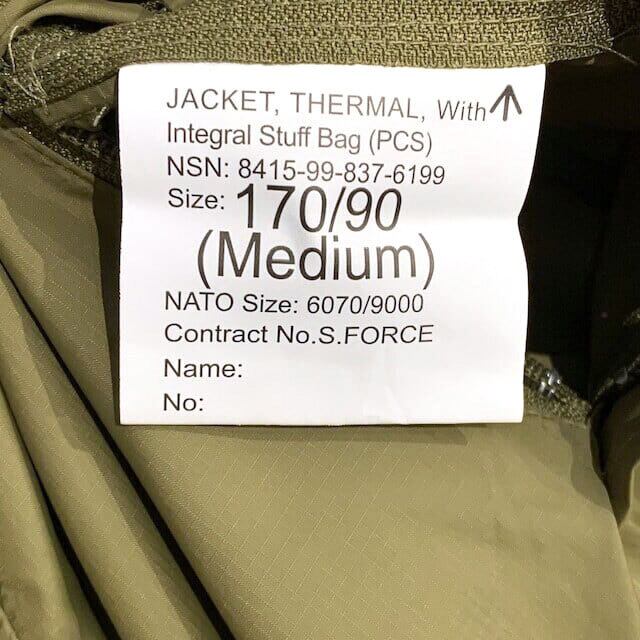 JACKET, THERMAL, With ↑
Integral Stuff Bag (PCS)
NSN: 8415-99-837-6199
Size: 170/90
(Medium)
NATO Size: 6070/9000
Contract No.S.FORCE
Name:
No: